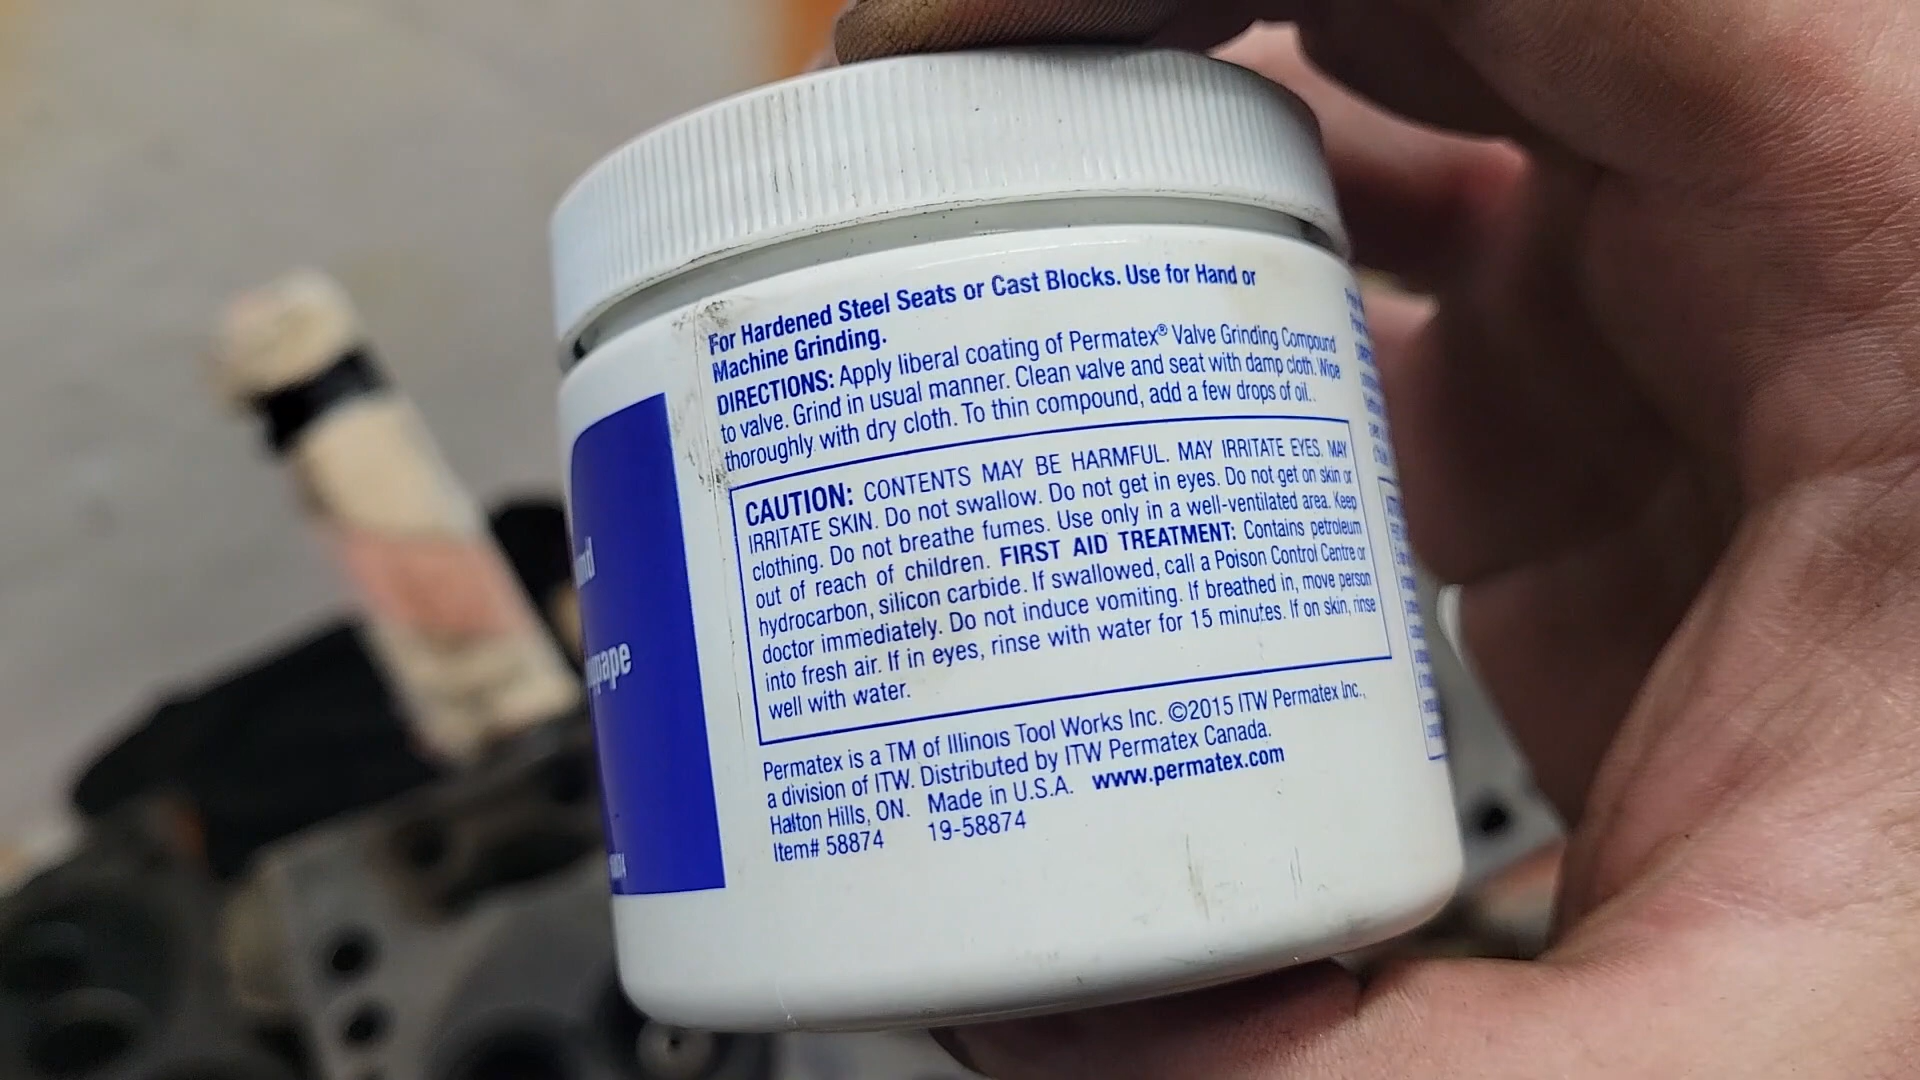 For Hardened Steel Seats or Cast Blocks. Use for Hand or
Machine Grinding.
DIRECTIONS: Apply liberal coating of Permatex® Valve Grinding Compound
to valve. Grind in usual manner. Clean valve and seat with damp cloth. Wipe
thoroughly with dry cloth. To thin compound, add a few drops of oil.
CAUTION: CONTENTS MAY BE HARMFUL. MAY IRRITATE EYES. MAY
IRRITATE SKIN. Do not swallow. Do not get in eyes. Do not get on skin or
clothing. Do not breathe fumes. Use only in a well-ventilated area. Keep
out of reach of children. FIRST AID TREATMENT: Contains petroleum
hydrocarbon, silicon carbide. If swallowed, call a Poison Control Centre or
doctor immediately. Do not induce vomiting. If breathed in, move person
into fresh air. If in eyes, rinse with water for 15 minutes. If on skin, rinse
well with water.
Permatex is a TM of Illinois Tool Works Inc. ©2015 ITW Permatex Inc.,
a division of ITW. Distributed by ITW Permatex Canada.
Halton Hills, ON. Made in U.S.A. www.permatex.com
Item# 58874 19-58874